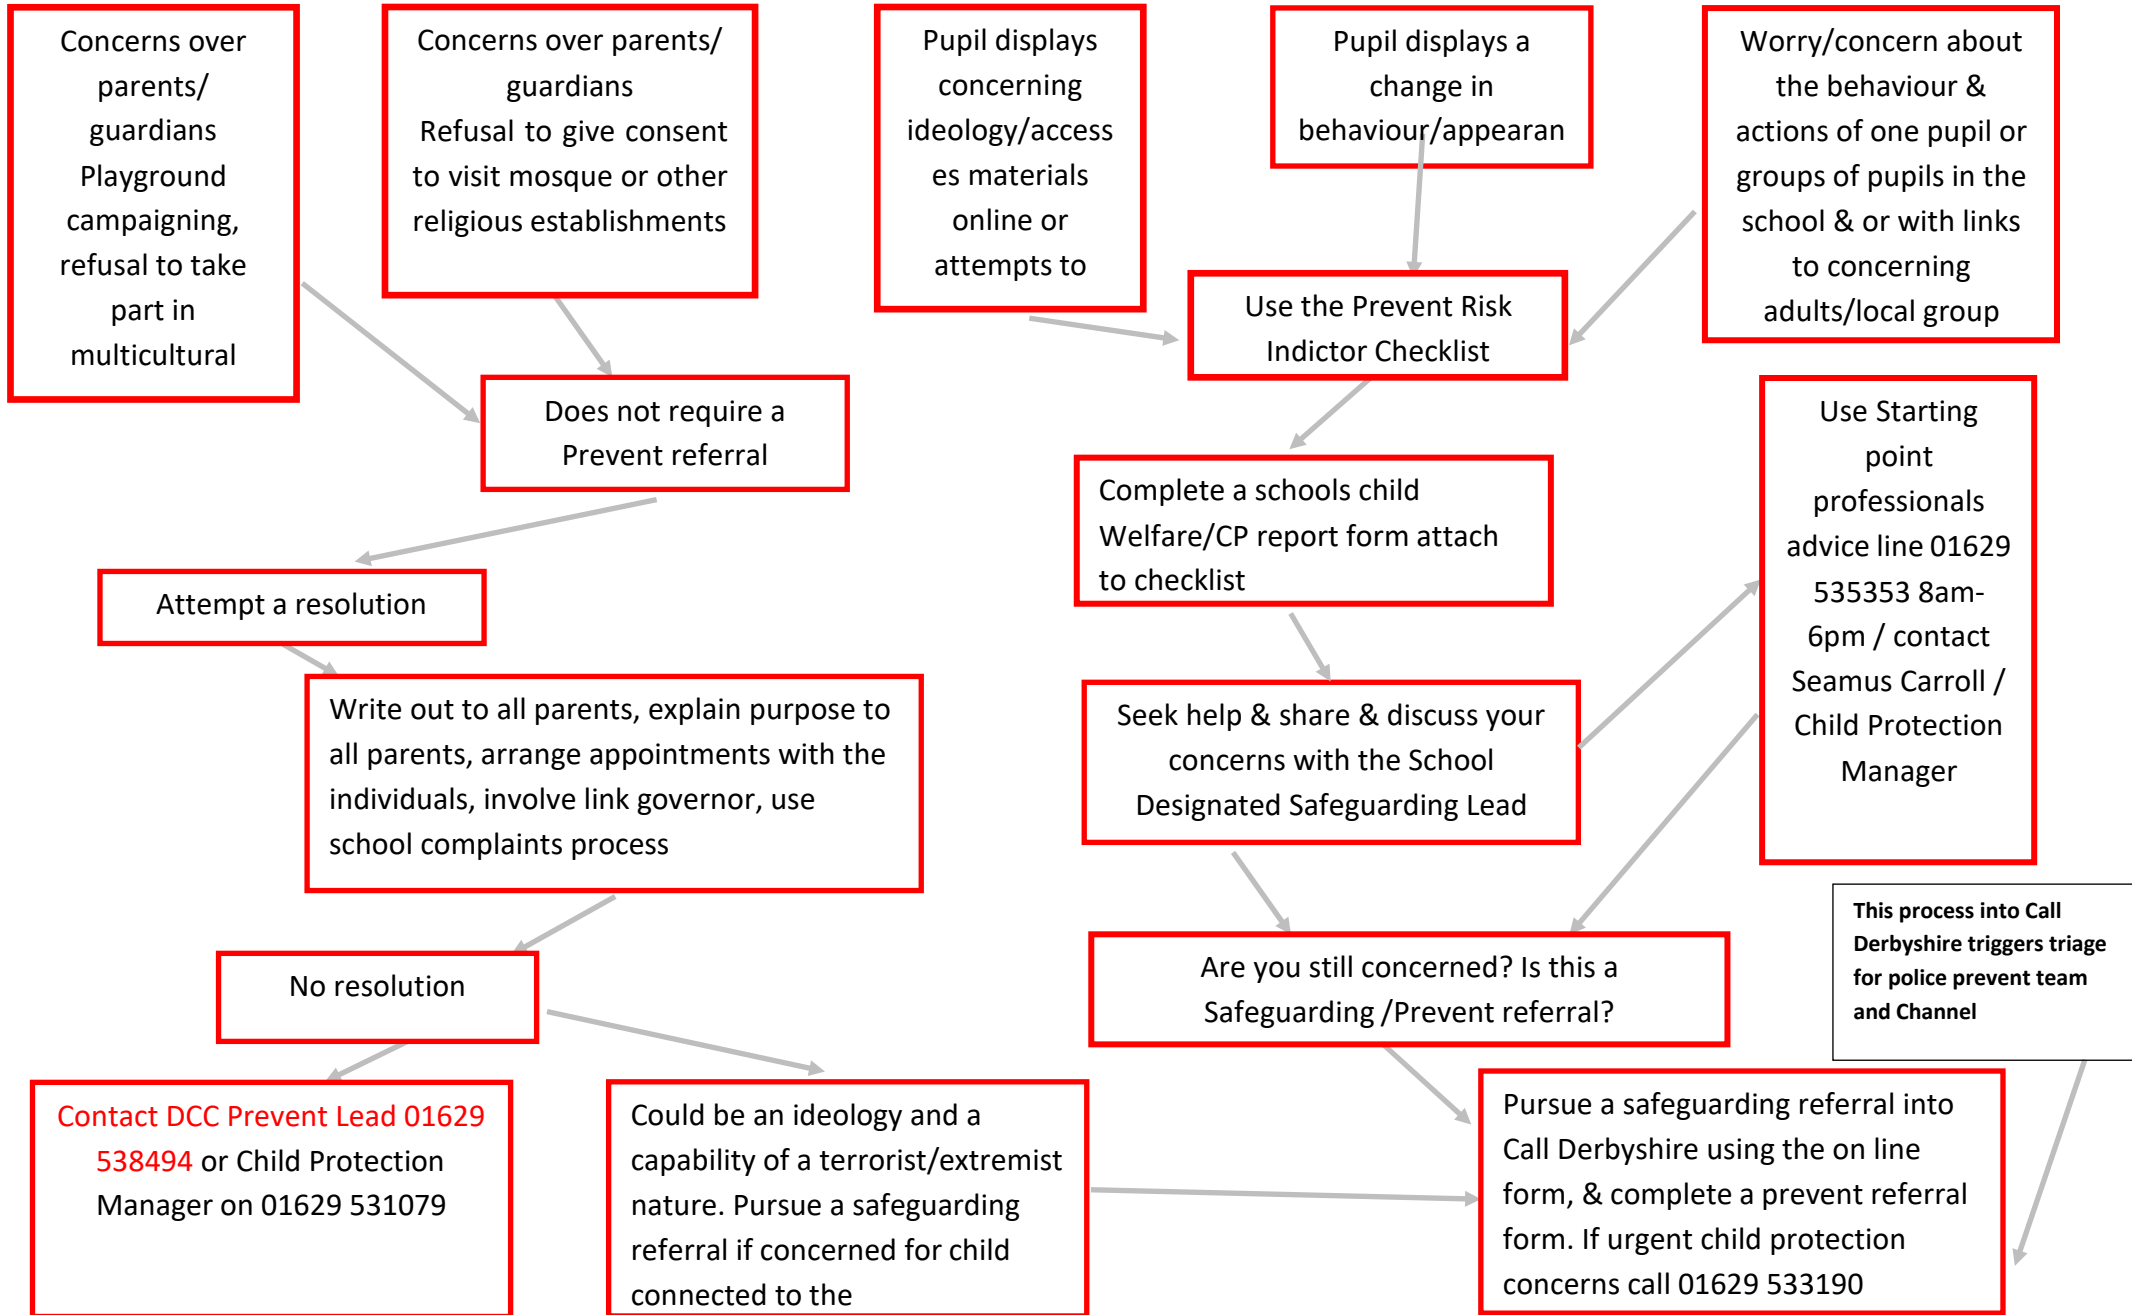 Concerns over
parents/
guardians
Playground
campaigning,
refusal to take
part in
multicultural
Concerns over parents/
guardians
Refusal to give consent
to visit mosque or other
religious establishments
Pupil displays
concerning
ideology/access
es materials
online or
attempts to
Pupil displays a
change in
behaviour/appearan
Worry/concern about
the behaviour &
actions of one pupil or
groups of pupils in the
school & or with links
to concerning
adults/local group
Use the Prevent Risk
Indictor Checklist
Does not require a
Prevent referral
Use Starting
point
professionals
advice line 01629
535353 8am-
6pm / contact
Seamus Carroll /
Child Protection
Manager
Complete a schools child
Welfare/CP report form attach
to checklist
Attempt a resolution
Write out to all parents, explain purpose to
all parents, arrange appointments with the
individuals, involve link governor, use
school complaints process
Seek help & share & discuss your
concerns with the School
Designated Safeguarding Lead
This process into Call
Derbyshire triggers triage
for police prevent team
and Channel
No resolution
Are you still concerned? Is this a
Safeguarding /Prevent referral?
Contact DCC Prevent Lead 01629
538494 or Child Protection
Manager on 01629 531079
Could be an ideology and a
capability of a terrorist/extremist
nature. Pursue a safeguarding
referral if concerned for child
connected to the
Pursue a safeguarding referral into
Call Derbyshire using the on line
form, & complete a prevent referral
form. If urgent child protection
concerns call 01629 533190